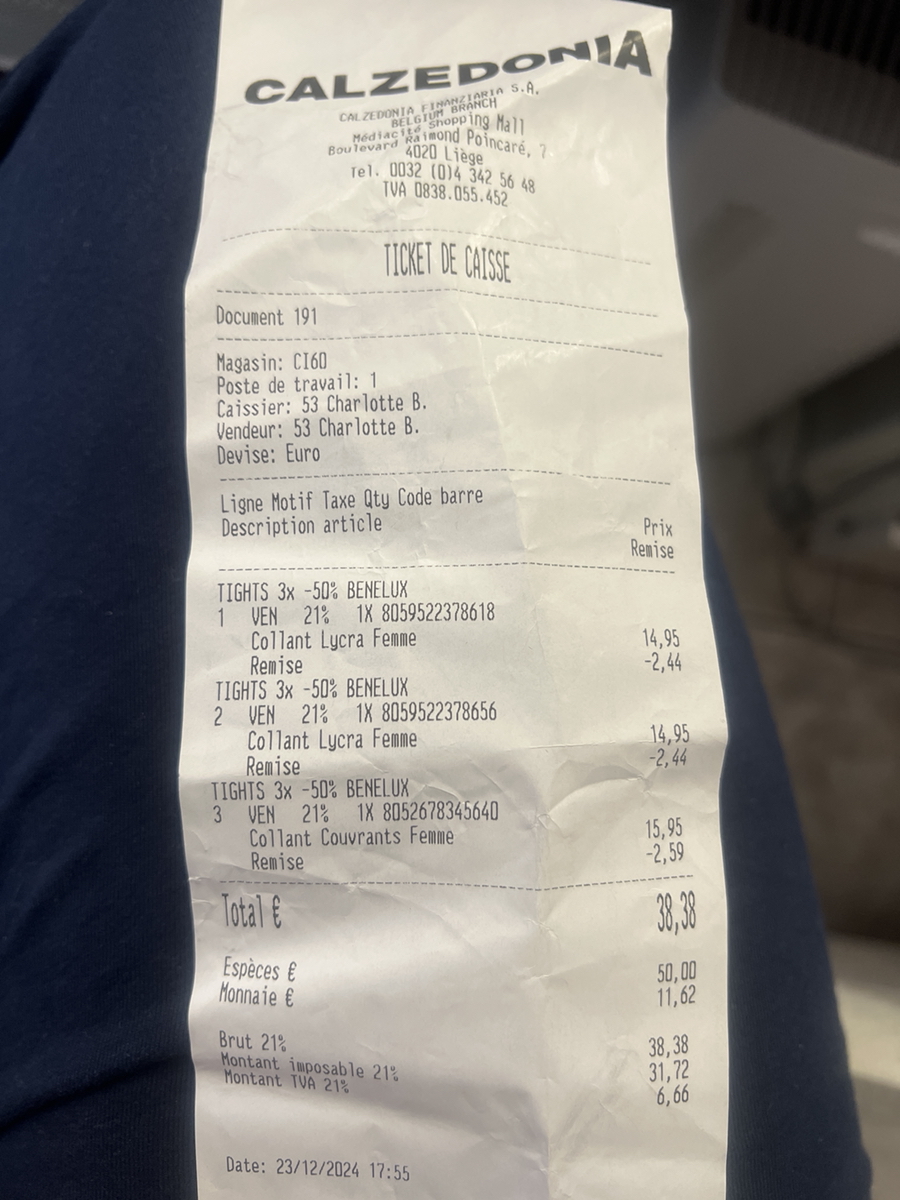 CALZEDONIA
CALZEDONIA FINANZIARIA S.A.
BELGIUM BRANCH
Médiacité Shopping Mall
Boulevard Raimond Poincaré, 7
4020 Liège
Tel. 0032 (0)4 342 56 48
TVA 0838.055.452
TICKET DE CAISSE
Document 191
Magasin: CI60
Poste de travail: 1
Caissier: 53 Charlotte B.
Vendeur: 53 Charlotte B.
Devise: Euro
Ligne Motif Taxe Qty Code barre
Description article Prix
Remise
TIGHTS 3x -50% BENELUX
1 VEN 21% 1X 8059522378618
Collant Lycra Femme 14,95
Remise -2,44
TIGHTS 3x -50% BENELUX
2 VEN 21% 1X 8059522378656
Collant Lycra Femme 14,95
Remise -2,44
TIGHTS 3x -50% BENELUX
3 VEN 21% 1X 8052678345640
Collant Couvrants Femme 15,95
Remise -2,59
Total € 38,38
Espèces € 50,00
Monnaie € 11,62
Brut 21% 38,38
Montant imposable 21% 31,72
Montant TVA 21% 6,66
Date: 23/12/2024 17:55